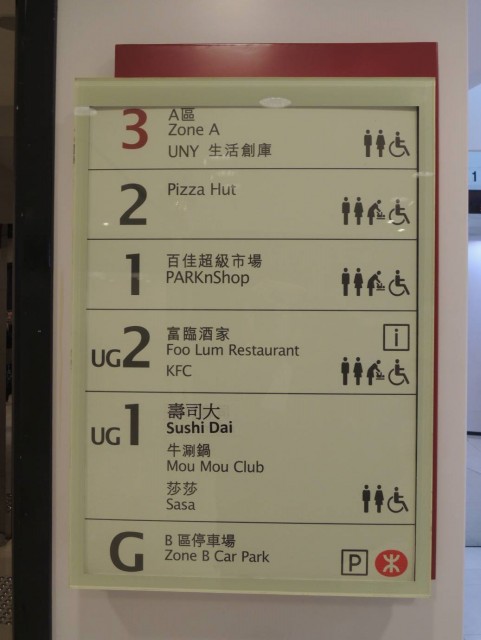 3
A區
Zone A
UNY 生活創庫
2
Pizza Hut
1
百佳超級市場
PARKnShop
UG2
富臨酒家
Foo Lum Restaurant
KFC
i
UG1
壽司大
Sushi Dai
牛涮鍋
Mou Mou Club
莎莎
Sasa
G
B 區停車場
Zone B Car Park
P
1